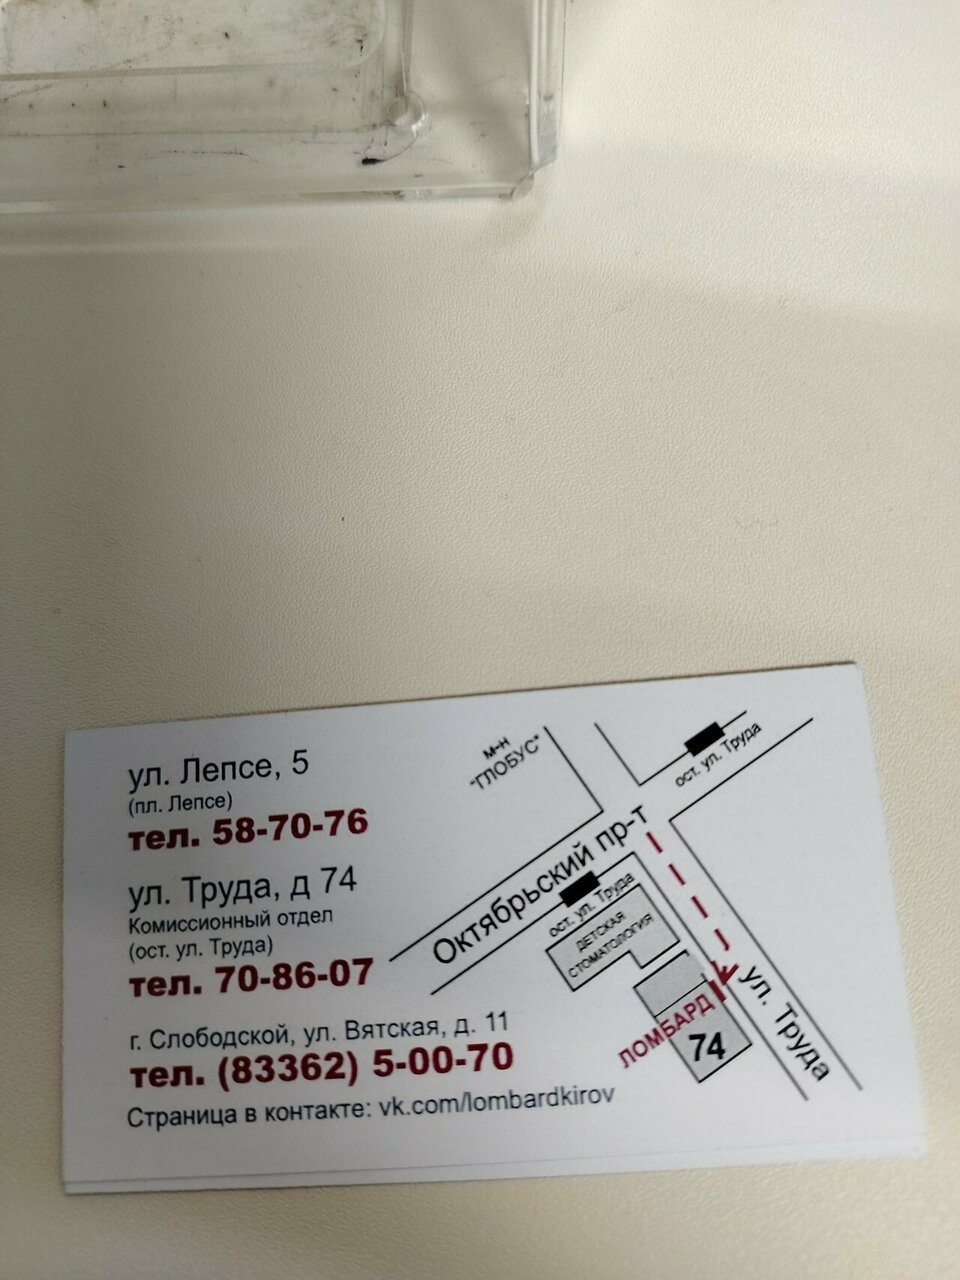 ул. Лепсе, 5
(пл. Лепсе)
тел. 58-70-76
ул. Труда, д 74
Комиссионный отдел
(ост. ул. Труда)
тел. 70-86-07
г. Слободской, ул. Вятская, д. 11
тел. (83362) 5-00-70
Страница в контакте: vk.com/lombardkirov
м-н
"ГЛОБУС"
ост. ул. Труда
Октябрьский пр-т
ост. ул. Труда
ДЕТСКАЯ
СТОМАТОЛОГИЯ
ул. Труда
ЛОМБАРД
74